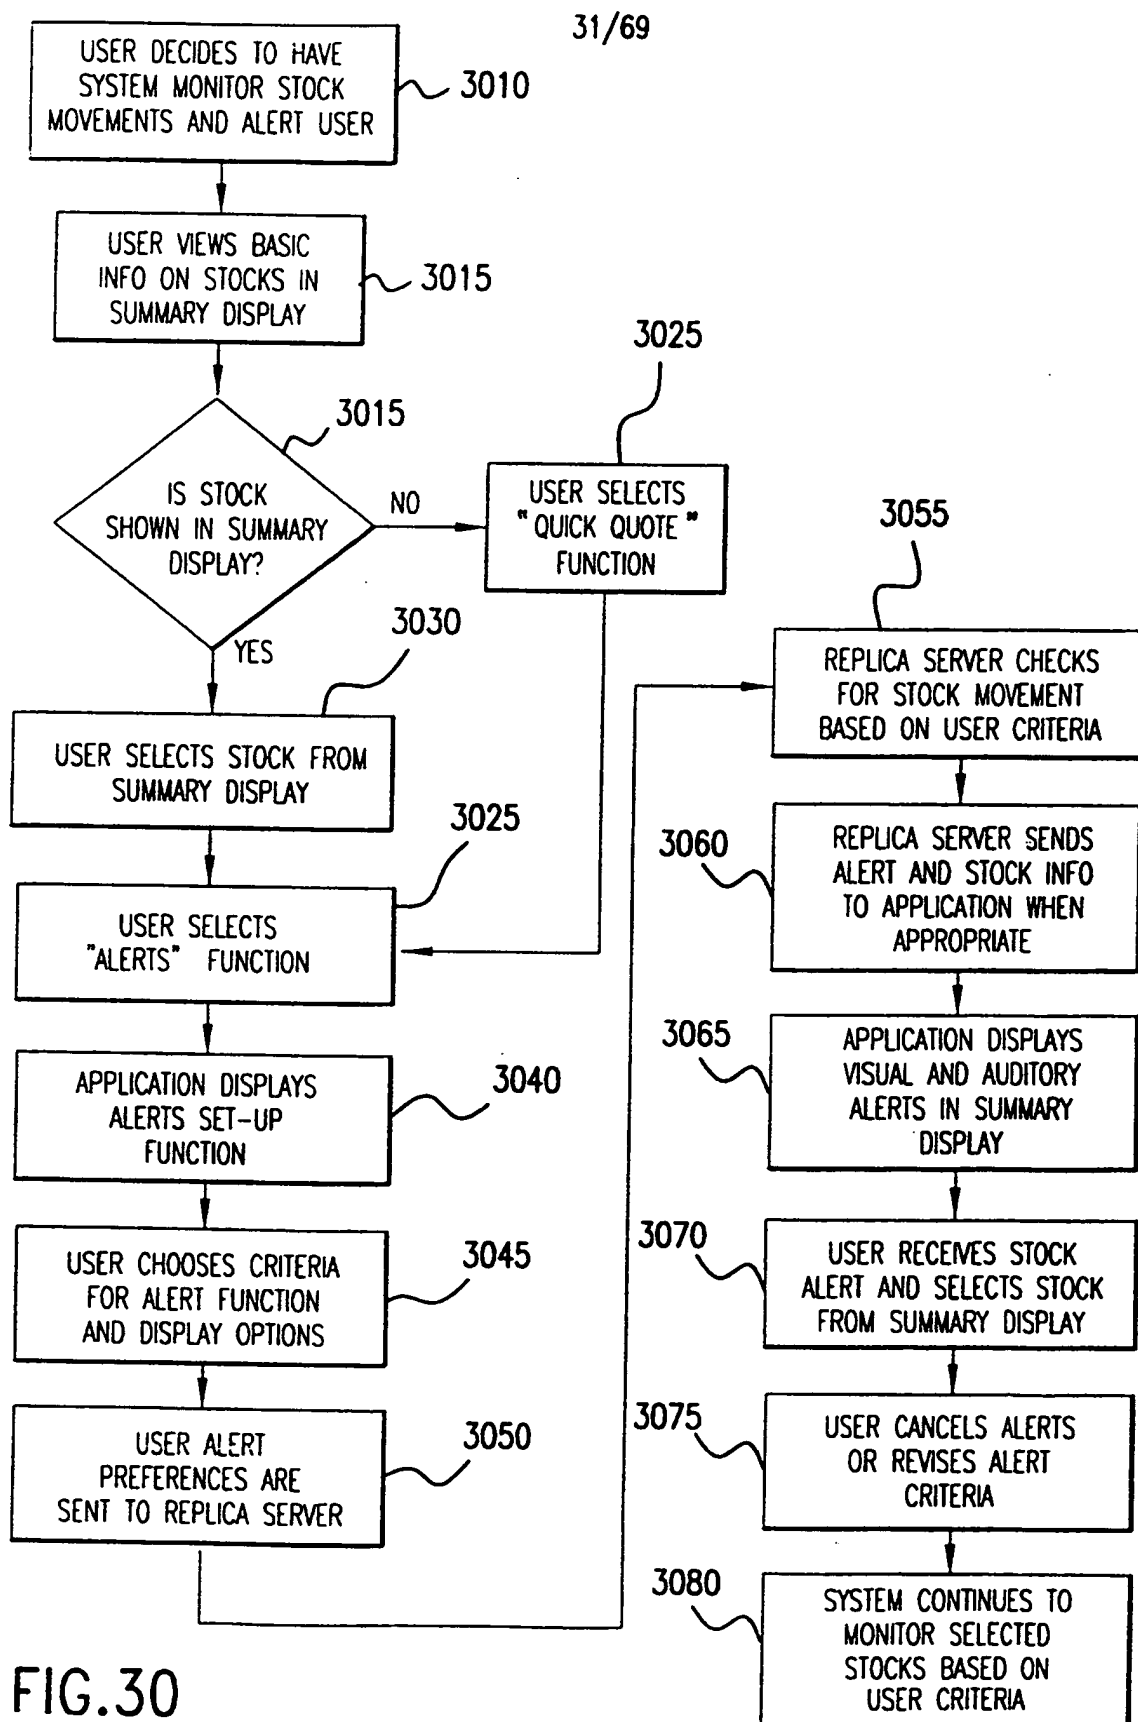 31/69
USER DECIDES TO HAVE
SYSTEM MONITOR STOCK
MOVEMENTS AND ALERT USER
3010
USER VIEWS BASIC
INFO ON STOCKS IN
SUMMARY DISPLAY
3015
3015
IS STOCK
SHOWN IN SUMMARY
DISPLAY?
NO
YES
3025
USER SELECTS
"QUICK QUOTE"
FUNCTION
3030
USER SELECTS STOCK FROM
SUMMARY DISPLAY
3025
USER SELECTS
"ALERTS" FUNCTION
APPLICATION DISPLAYS
ALERTS SET-UP
FUNCTION
3040
USER CHOOSES CRITERIA
FOR ALERT FUNCTION
AND DISPLAY OPTIONS
3045
USER ALERT
PREFERENCES ARE
SENT TO REPLICA SERVER
3050
3055
REPLICA SERVER CHECKS
FOR STOCK MOVEMENT
BASED ON USER CRITERIA
3060
REPLICA SERVER SENDS
ALERT AND STOCK INFO
TO APPLICATION WHEN
APPROPRIATE
3065
APPLICATION DISPLAYS
VISUAL AND AUDITORY
ALERTS IN SUMMARY
DISPLAY
3070
USER RECEIVES STOCK
ALERT AND SELECTS STOCK
FROM SUMMARY DISPLAY
3075
USER CANCELS ALERTS
OR REVISES ALERT
CRITERIA
3080
SYSTEM CONTINUES TO
MONITOR SELECTED
STOCKS BASED ON
USER CRITERIA
FIG.30